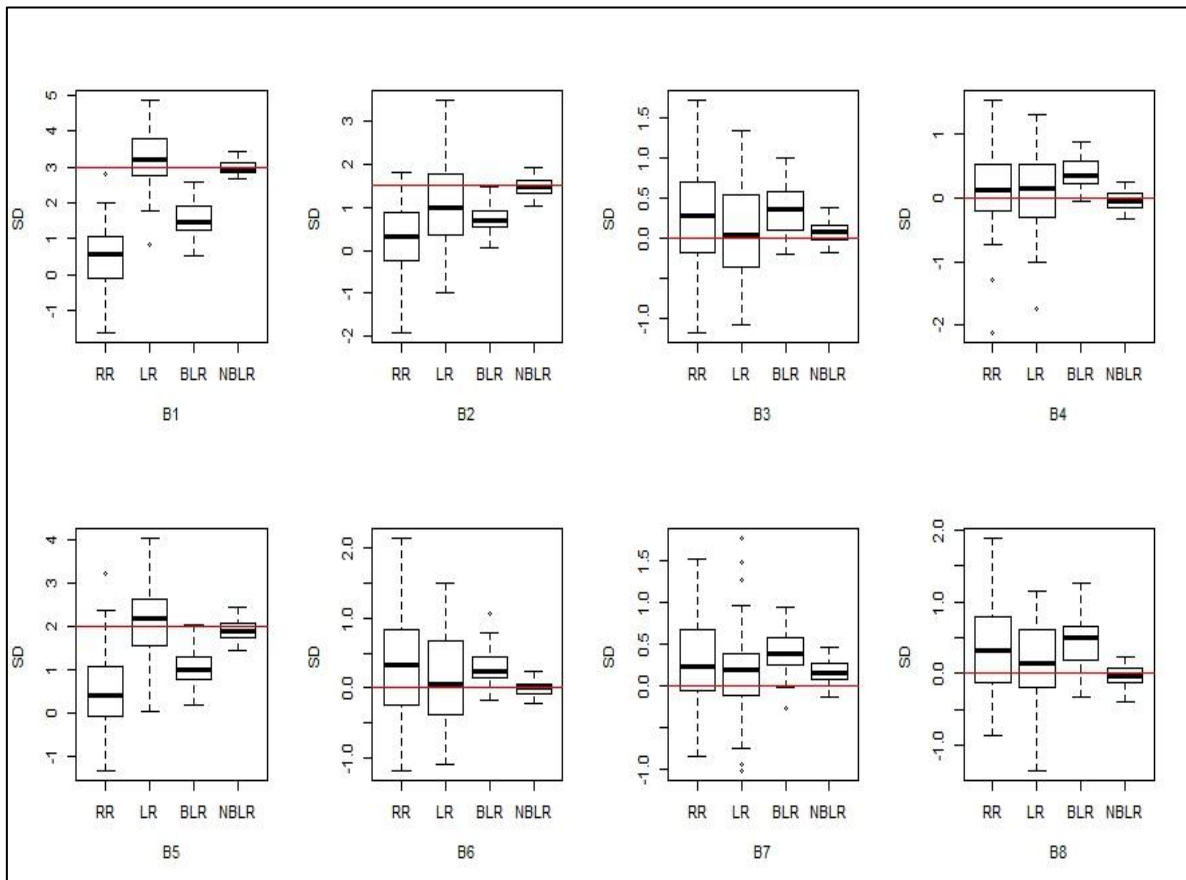 SD 5 4 3 2 1 0 -1
RR LR BLR NBLR
B1
SD 3 2 1 0 -1 -2
RR LR BLR NBLR
B2
SD 1.5 1.0 0.5 0.0 -1.0
RR LR BLR NBLR
B3
SD 1 0 -1 -2
RR LR BLR NBLR
B4
SD 4 3 2 1 0 -1
RR LR BLR NBLR
B5
SD 2.0 1.0 0.0 -1.0
RR LR BLR NBLR
B6
SD 1.5 0.5 0.0 -1.0
RR LR BLR NBLR
B7
SD 2.0 1.0 0.0 -1.0
RR LR BLR NBLR
B8